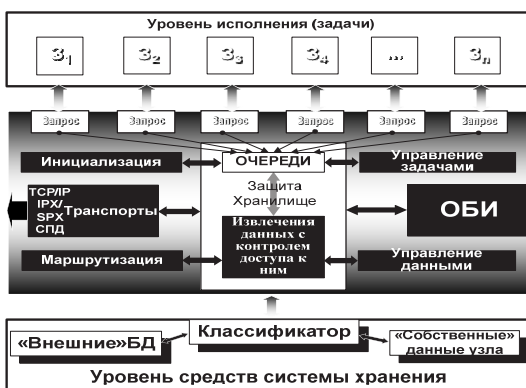 Уровень исполнения (задачи)
З1 З2 З3 З4 ... Зn
Запрос Запрос Запрос Запрос Запрос Запрос
Инициализация
ОЧЕРЕДИ
Управление
задачами
TCP/IP
IPX/
SPX
СПД
Транспорты
Защита
Хранилище
Извлечения
данных с
контролем
доступа к
ним
ОБИ
Маршрутизация
Управление
данными
«Внешние»БД
Классификатор
«Собственные»
данные узла
Уровень средств системы хранения